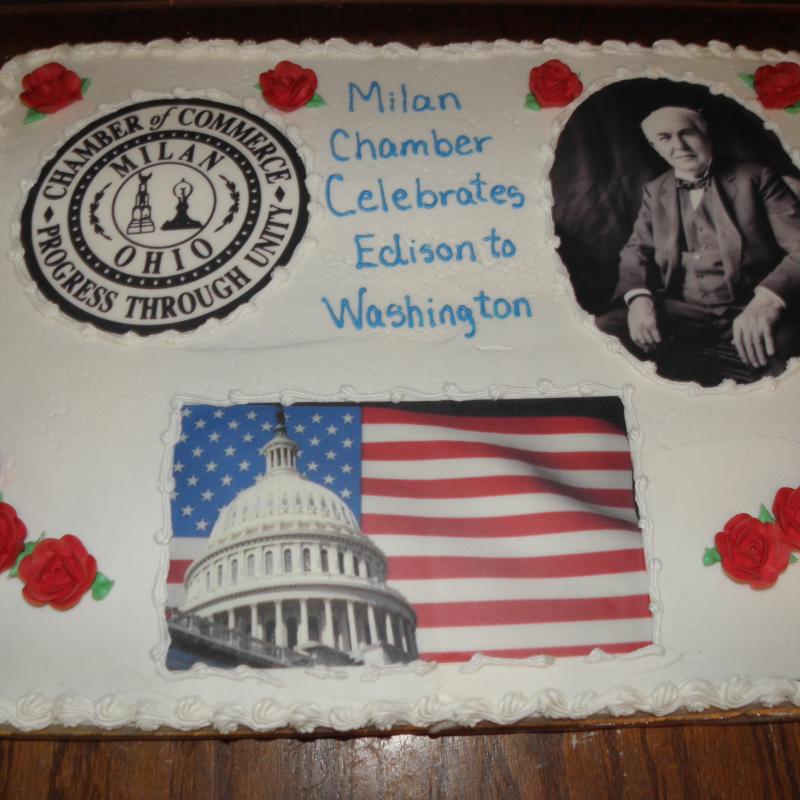 CHAMBER of COMMERCE
MILAN
OHIO
PROGRESS THROUGH UNITY
Milan
Chamber
Celebrates
Edison to
Washington